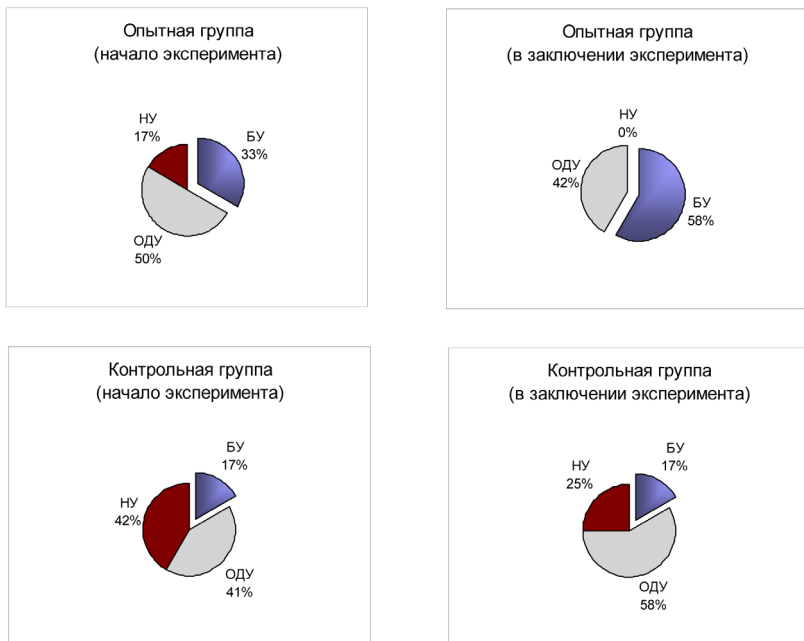 Опытная группа
(начало эксперимента)
НУ
17%
БУ
33%
ОДУ
50%
Опытная группа
(в заключении эксперимента)
НУ
0%
ОДУ
42%
БУ
58%
Контрольная группа
(начало эксперимента)
БУ
17%
НУ
42%
ОДУ
41%
Контрольная группа
(в заключении эксперимента)
БУ
17%
НУ
25%
ОДУ
58%